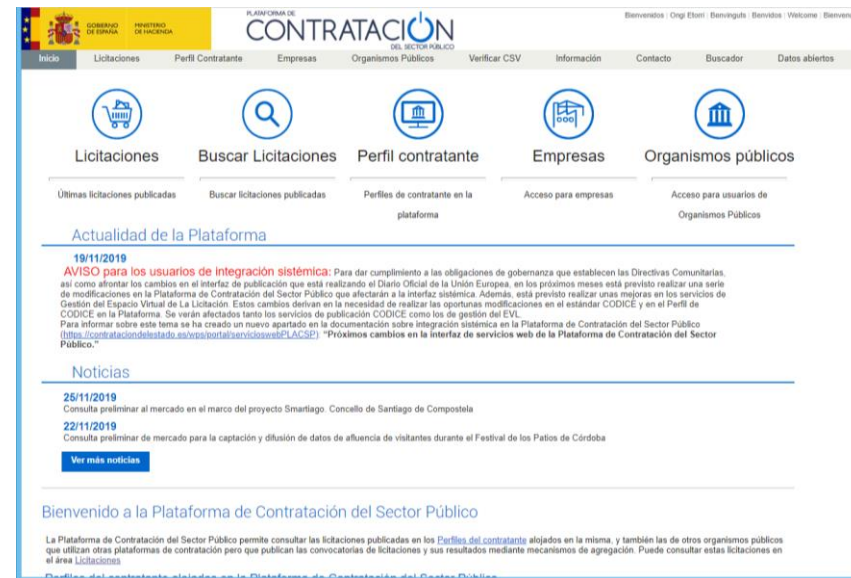 GOBIERNO DE ESPAÑA
MINISTERIO DE HACIENDA
PLATAFORMA DE
CONTRATACIÓN
DEL SECTOR PÚBLICO
Bienvenidos | Ongi Etorri | Benvinguts | Benvidos | Welcome | Bienven
Inicio Licitaciones Perfil Contratante Empresas Organismos Públicos Verificar CSV Información Contacto Buscador Datos abiertos
Licitaciones Buscar Licitaciones Perfil contratante Empresas Organismos públicos
Últimas licitaciones publicadas Buscar licitaciones publicadas Perfiles de contratante en la plataforma Acceso para empresas Acceso para usuarios de Organismos Públicos
Actualidad de la Plataforma
19/11/2019
AVISO para los usuarios de integración sistémica: Para dar cumplimiento a las obligaciones de gobernanza que establecen las Directivas Comunitarias,
así como afrontar los cambios en el interfaz de publicación que está realizando el Diario Oficial de la Unión Europea, en los próximos meses está previsto realizar una serie
de modificaciones en la Plataforma de Contratación del Sector Público que afectarán a la interfaz sistémica. Además, está previsto realizar unas mejoras en los servicios de
Gestión del Espacio Virtual de La Licitación. Estos cambios derivan en la necesidad de realizar las oportunas modificaciones en el estándar CODICE y en el Perfil de
CODICE en la Plataforma. Se verán afectados tanto los servicios de publicación CODICE como los de gestión del EVL.
Para informar sobre este tema se ha creado un nuevo apartado en la documentación sobre integración sistémica en la Plataforma de Contratación del Sector Público
(https://contrataciondelestado.es/wps/portal/servicioswebPLACSP) "Próximos cambios en la interfaz de servicios web de la Plataforma de Contratación del Sector
Público."
Noticias
25/11/2019
Consulta preliminar al mercado en el marco del proyecto Smartiago. Concello de Santiago de Compostela
22/11/2019
Consulta preliminar de mercado para la captación y difusión de datos de afluencia de visitantes durante el Festival de los Patios de Córdoba
Ver más noticias
Bienvenido a la Plataforma de Contratación del Sector Público
La Plataforma de Contratación del Sector Público permite consultar las licitaciones publicadas en los Perfiles del contratante alojados en la misma, y también las de otros organismos públicos
que utilizan otras plataformas de contratación pero que publican las convocatorias de licitaciones y sus resultados mediante mecanismos de agregación. Puede consultar estas licitaciones en
el área Licitaciones
Perfiles del contratante alojados en la Plataforma de Contratación del Sector Público